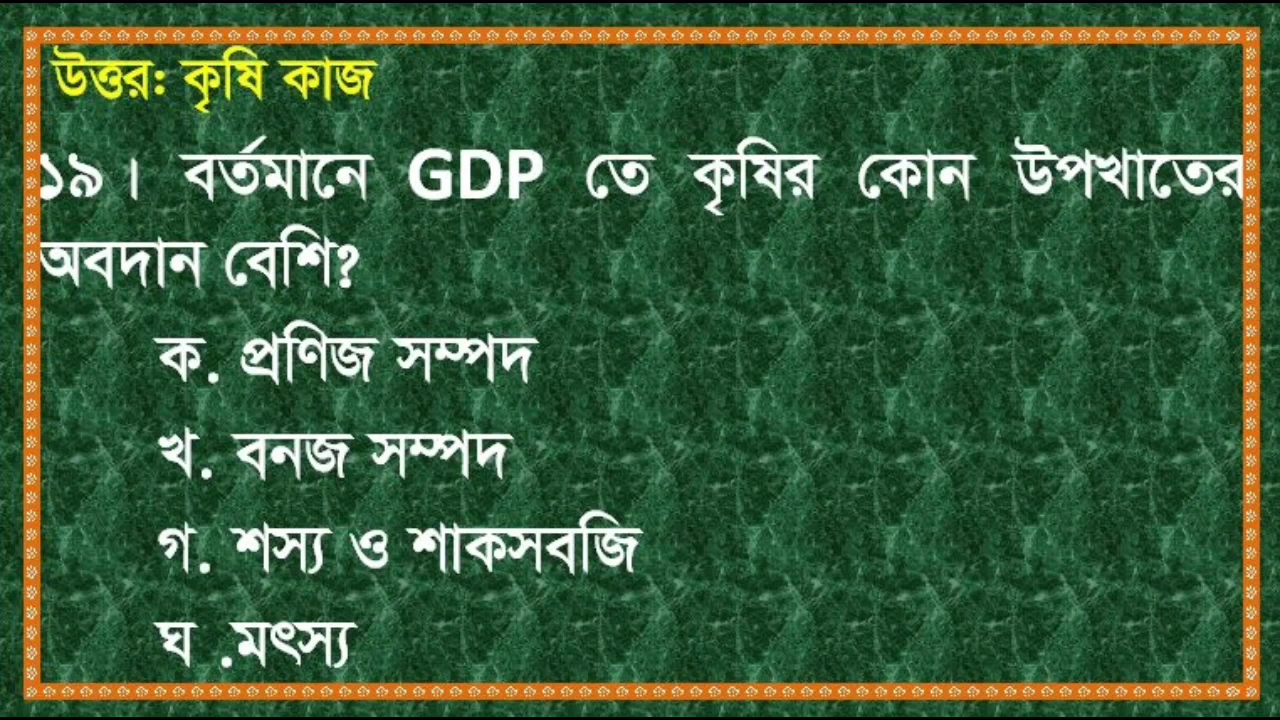 উত্তর: কৃষি কাজ
১৯। বর্তমানে GDP তে কৃষির কোন উপখাতের
অবদান বেশি?
ক. প্রণিজ সম্পদ
খ. বনজ সম্পদ
গ. শস্য ও শাকসবজি
ঘ .মৎস্য